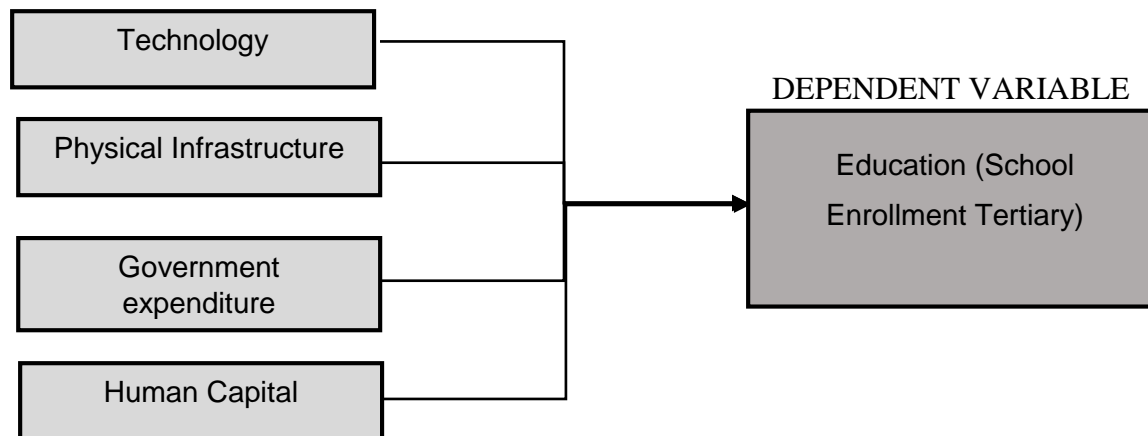 Technology
DEPENDENT VARIABLE
Physical Infrastructure
Education (School
Enrollment Tertiary)
Government
expenditure
Human Capital